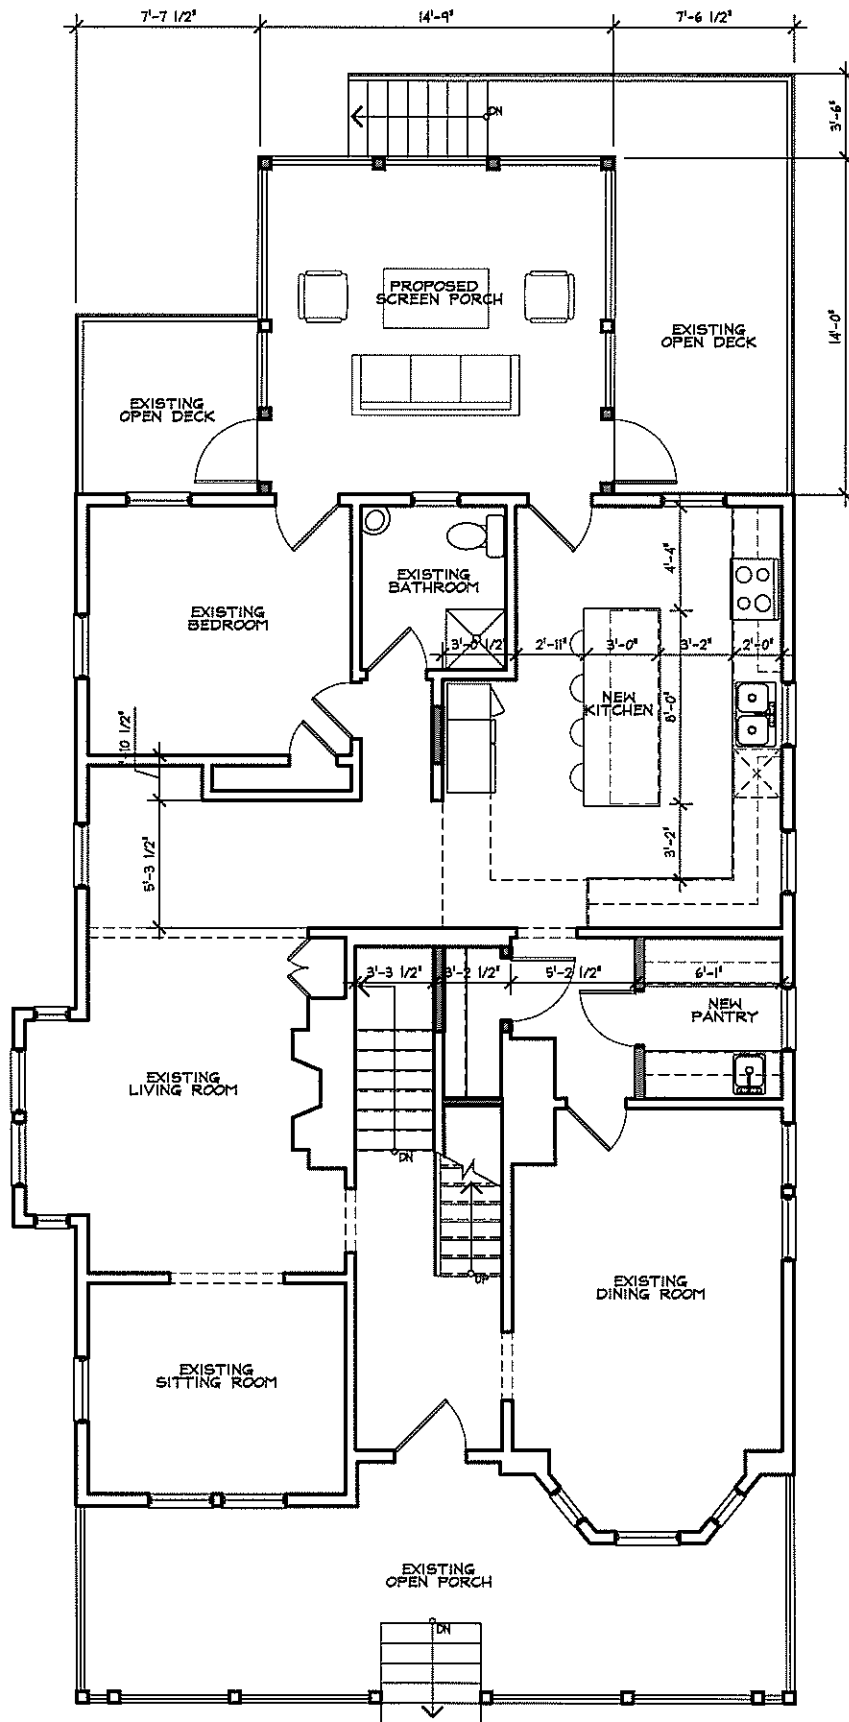 7'-7 1/2"
14'-9"
7'-6 1/2"
3'-6"
DN
PROPOSED
SCREEN PORCH
EXISTING
OPEN DECK
14'-0"
EXISTING
OPEN DECK
4'-4"
EXISTING
BATHROOM
EXISTING
BEDROOM
3'-0 1/2"
2'-11"
3'-0"
3'-2"
2'-0"
NEW
KITCHEN
8'-0"
10 1/2"
3'-2"
5'-3 1/2"
3'-3 1/2"
3'-2 1/2"
5'-2 1/2"
6'-1"
NEW
PANTRY
EXISTING
LIVING ROOM
DN
UP
EXISTING
DINING ROOM
EXISTING
SITTING ROOM
EXISTING
OPEN PORCH
DN